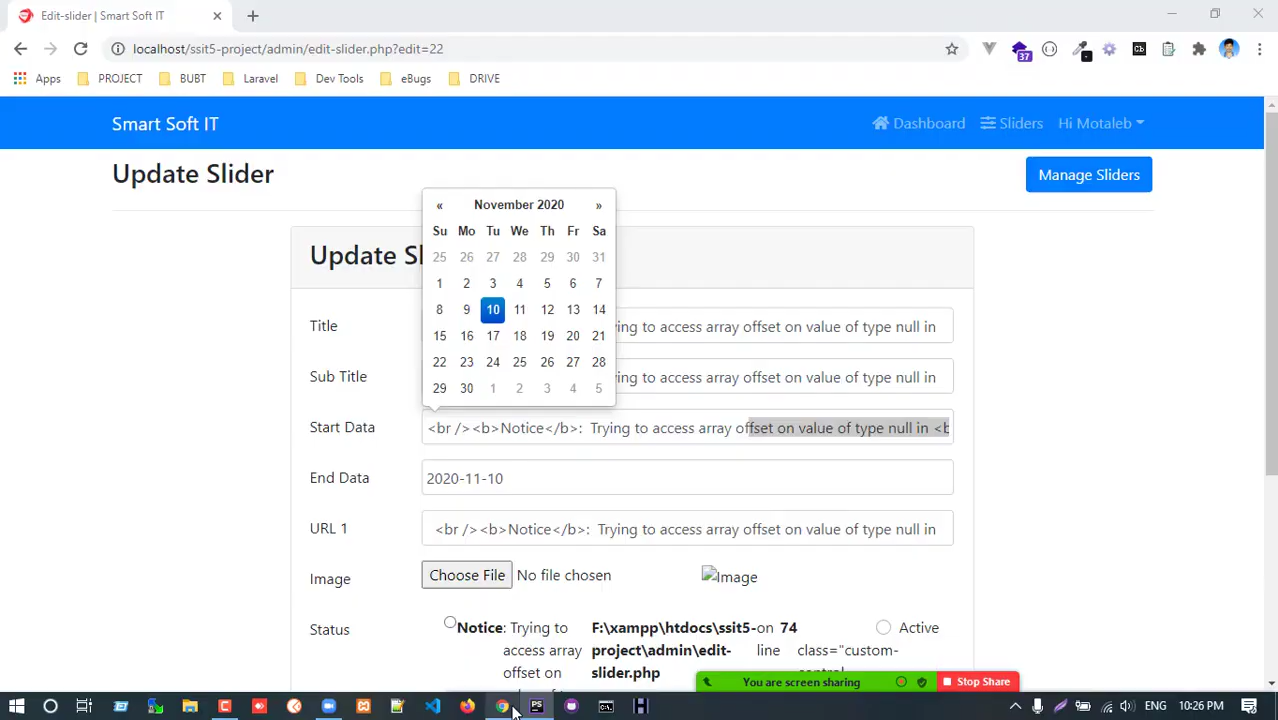 Edit-slider | Smart Soft IT
localhost/ssit5-project/admin/edit-slider.php?edit=22
37
Cb
Apps PROJECT BUBT Laravel Dev Tools eBugs DRIVE
Smart Soft IT Dashboard Sliders Hi Motaleb
Update Slider Manage Sliders
« November 2020 »
Su Mo Tu We Th Fr Sa
25 26 27 28 29 30 31
1 2 3 4 5 6 7
8 9 10 11 12 13 14
15 16 17 18 19 20 21
22 23 24 25 26 27 28
29 30 1 2 3 4 5
Update Sl
Title ying to access array offset on value of type null in
Sub Title ying to access array offset on value of type null in
Start Data <br /><b>Notice</b>: Trying to access array offset on value of type null in <b
End Data 2020-11-10
URL 1 <br /><b>Notice</b>: Trying to access array offset on value of type null in
Image Choose File No file chosen Image
Status Notice: Trying to access array offset on F:\xampp\htdocs\ssit5-project\admin\edit-slider.php on line 74 class="custom- Active
You are screen sharing Stop Share
PS
ENG 10:26 PM